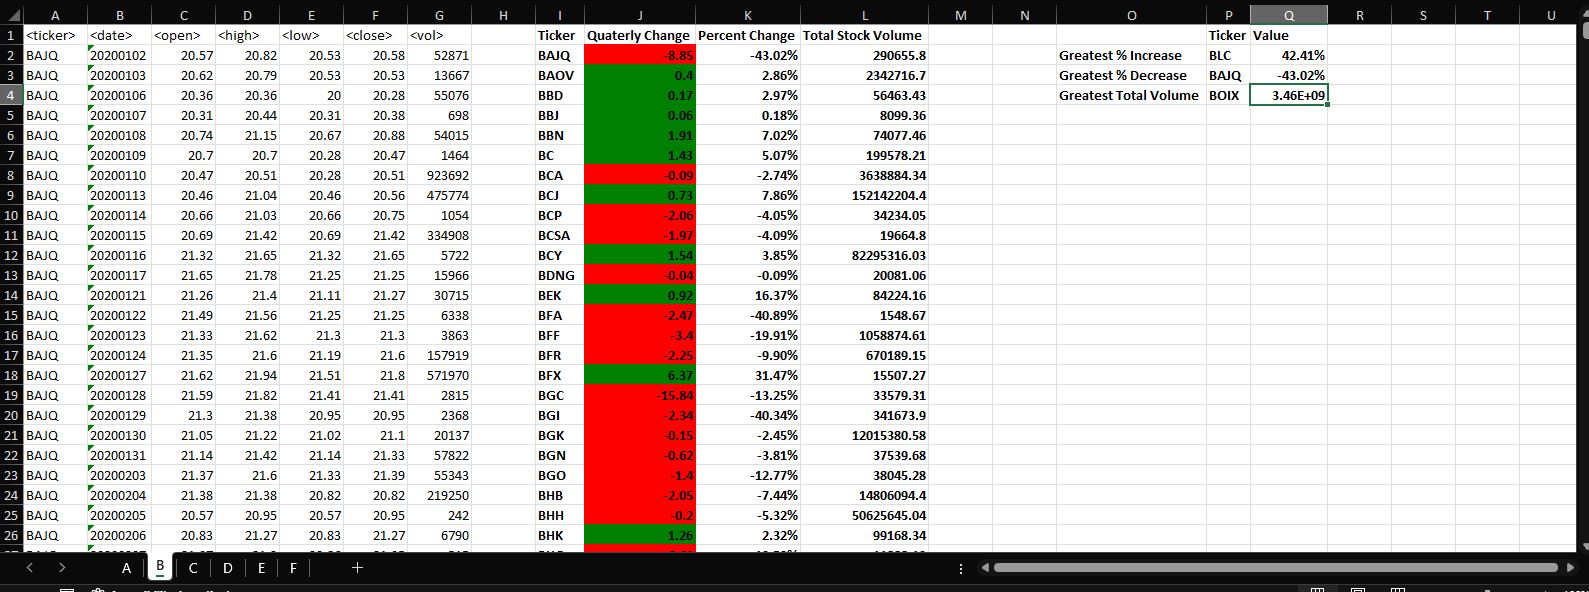 A B C D E F G H I J K L M N O P Q R S T U
1 <ticker> <date> <open> <high> <low> <close> <vol> Ticker Quaterly Change Percent Change Total Stock Volume Ticker Value
2 BAJQ 20200102 20.57 20.82 20.53 20.58 52871 BAJQ -8.85 -43.02% 290655.8 Greatest % Increase BLC 42.41%
3 BAJQ 20200103 20.62 20.79 20.53 20.53 13667 BAOV 0.4 2.86% 2342716.7 Greatest % Decrease BAJQ -43.02%
4 BAJQ 20200106 20.36 20.36 20 20.28 55076 BBD 0.17 2.97% 56463.43 Greatest Total Volume BOIX 3.46E+09
5 BAJQ 20200107 20.31 20.44 20.31 20.38 698 BBJ 0.06 0.18% 8099.36
6 BAJQ 20200108 20.74 21.15 20.67 20.88 54015 BBN 1.91 7.02% 74077.46
7 BAJQ 20200109 20.7 20.7 20.28 20.47 1464 BC 1.43 5.07% 199578.21
8 BAJQ 20200110 20.47 20.51 20.28 20.51 923692 BCA -0.09 -2.74% 3638884.34
9 BAJQ 20200113 20.46 21.04 20.46 20.56 475774 BCJ 0.73 7.86% 152142204.4
10 BAJQ 20200114 20.66 21.03 20.66 20.75 1054 BCP -2.06 -4.05% 34234.05
11 BAJQ 20200115 20.69 21.42 20.69 21.42 334908 BCSA -1.97 -4.09% 19664.8
12 BAJQ 20200116 21.32 21.65 21.32 21.65 5722 BCY 1.54 3.85% 82295316.03
13 BAJQ 20200117 21.65 21.78 21.25 21.25 15966 BDNG -0.04 -0.09% 20081.06
14 BAJQ 20200121 21.26 21.4 21.11 21.27 30715 BEK 0.92 16.37% 84224.16
15 BAJQ 20200122 21.49 21.56 21.25 21.25 6338 BFA -2.47 -40.89% 1548.67
16 BAJQ 20200123 21.33 21.62 21.3 21.3 3863 BFF -3.4 -19.91% 1058874.61
17 BAJQ 20200124 21.35 21.6 21.19 21.6 157919 BFR -2.25 -9.90% 670189.15
18 BAJQ 20200127 21.62 21.94 21.51 21.8 571970 BFX 6.37 31.47% 15507.27
19 BAJQ 20200128 21.59 21.82 21.41 21.41 2815 BGC -15.84 -13.25% 33579.31
20 BAJQ 20200129 21.3 21.38 20.95 20.95 2368 BGI -2.34 -40.34% 341673.9
21 BAJQ 20200130 21.05 21.22 21.02 21.1 20137 BGK -0.15 -2.45% 12015380.58
22 BAJQ 20200131 21.14 21.42 21.14 21.33 57822 BGN -0.62 -3.81% 37539.68
23 BAJQ 20200203 21.37 21.6 21.33 21.39 55343 BGO -1.4 -12.77% 38045.28
24 BAJQ 20200204 21.38 21.38 20.82 20.82 219250 BHB -2.05 -7.44% 14806094.4
25 BAJQ 20200205 20.57 20.95 20.57 20.95 242 BHH -0.2 -5.32% 50625645.04
26 BAJQ 20200206 20.83 21.27 20.83 21.27 6790 BHK 1.26 2.32% 99168.34
A B C D E F